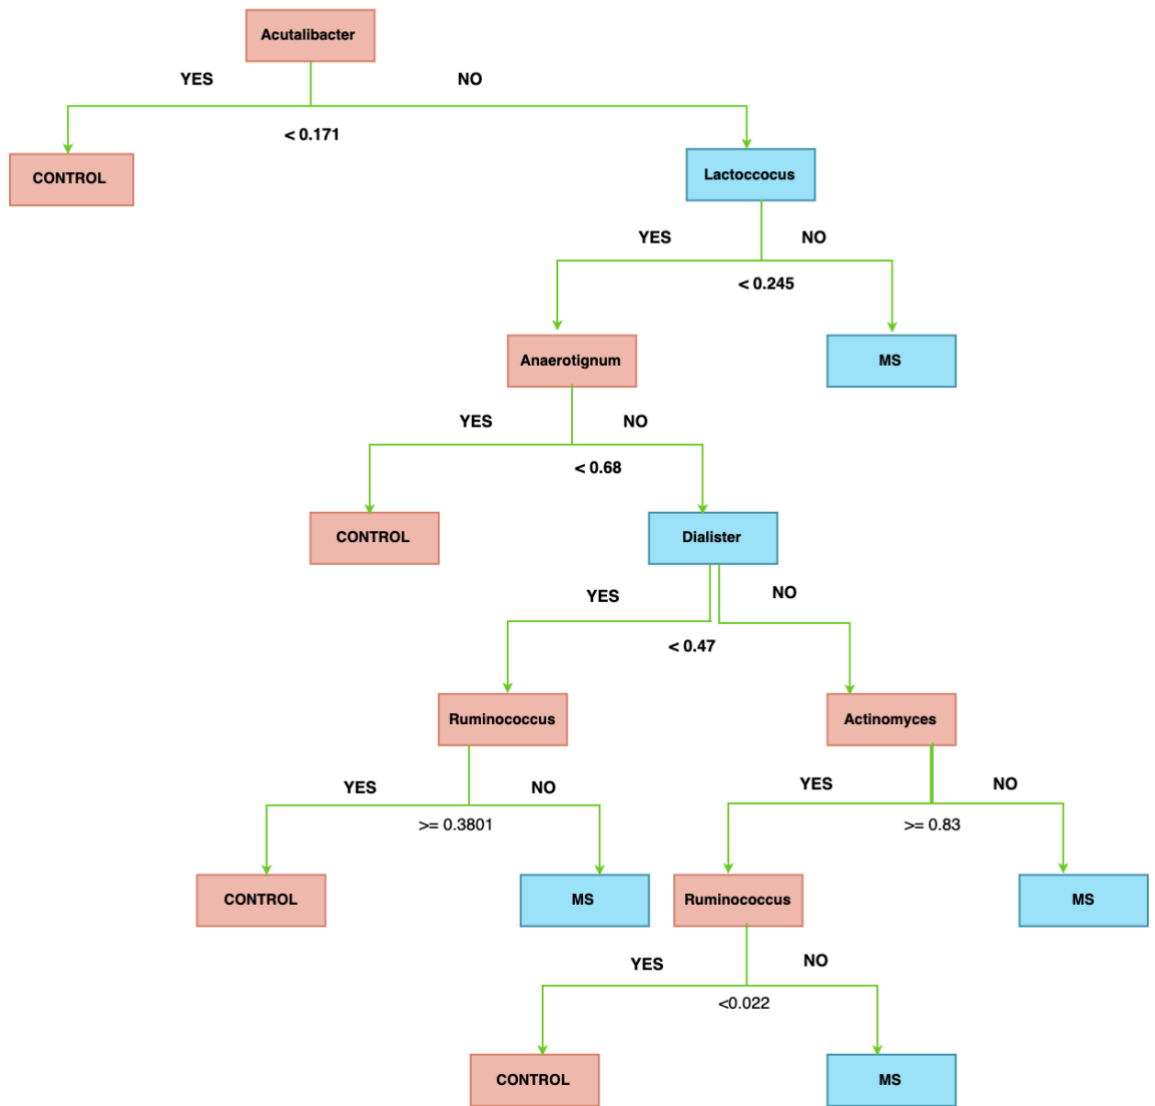 Acutalibacter
YES
NO
< 0.171
CONTROL
Lactoccocus
YES
NO
< 0.245
Anaerotignum
MS
YES
NO
< 0.68
CONTROL
Dialister
YES
NO
< 0.47
Ruminococcus
Actinomyces
YES
NO
YES
NO
>= 0.3801
>= 0.83
CONTROL
MS
Ruminococcus
MS
YES
NO
<0.022
CONTROL
MS